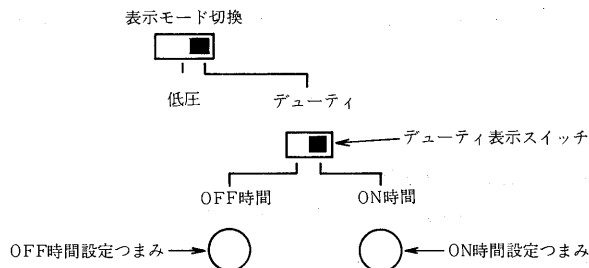 表示モード切換
低圧
デューティ
デューティ表示スイッチ
OFF時間
ON時間
OFF時間設定つまみ
ON時間設定つまみ